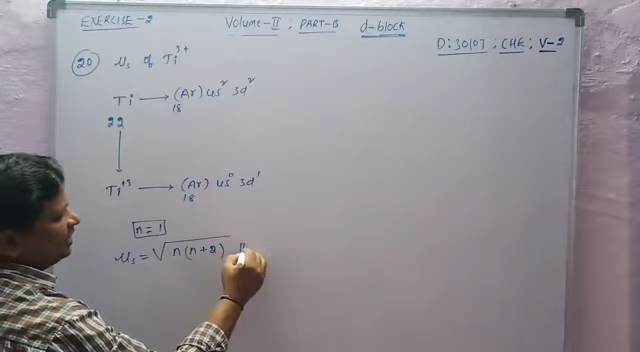 EXERCISE-2 Volume-II ; PART-B d-block
D: 30/07 ; CHE ; V-2
20 μs of Ti³⁺
Ti → (Ar) 4s² 3d²
22 18
Ti⁺³ → (Ar) 4s⁰ 3d¹
18
n = 1
μs = √n(n+2) B